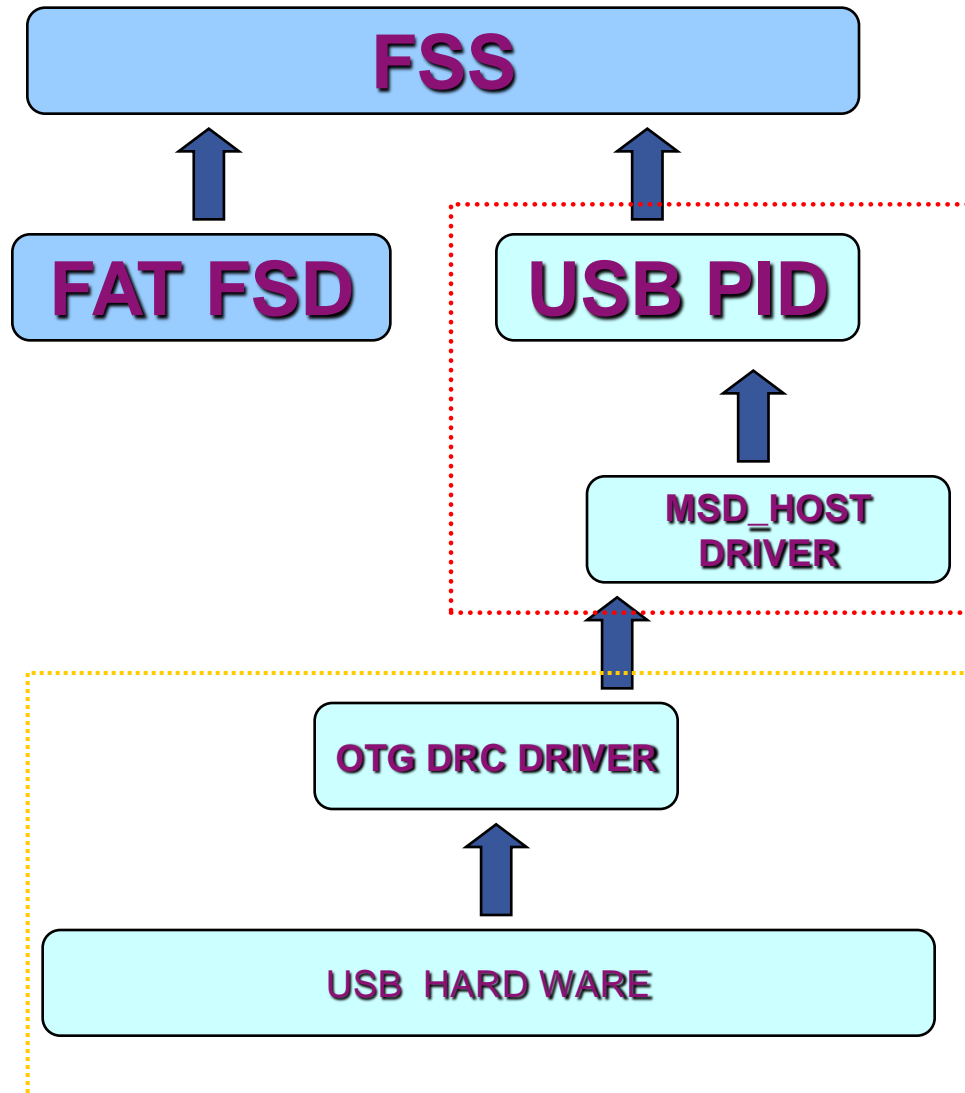 FSS
FAT FSD
USB PID
MSD_HOST
DRIVER
OTG DRC DRIVER
USB  HARD WARE